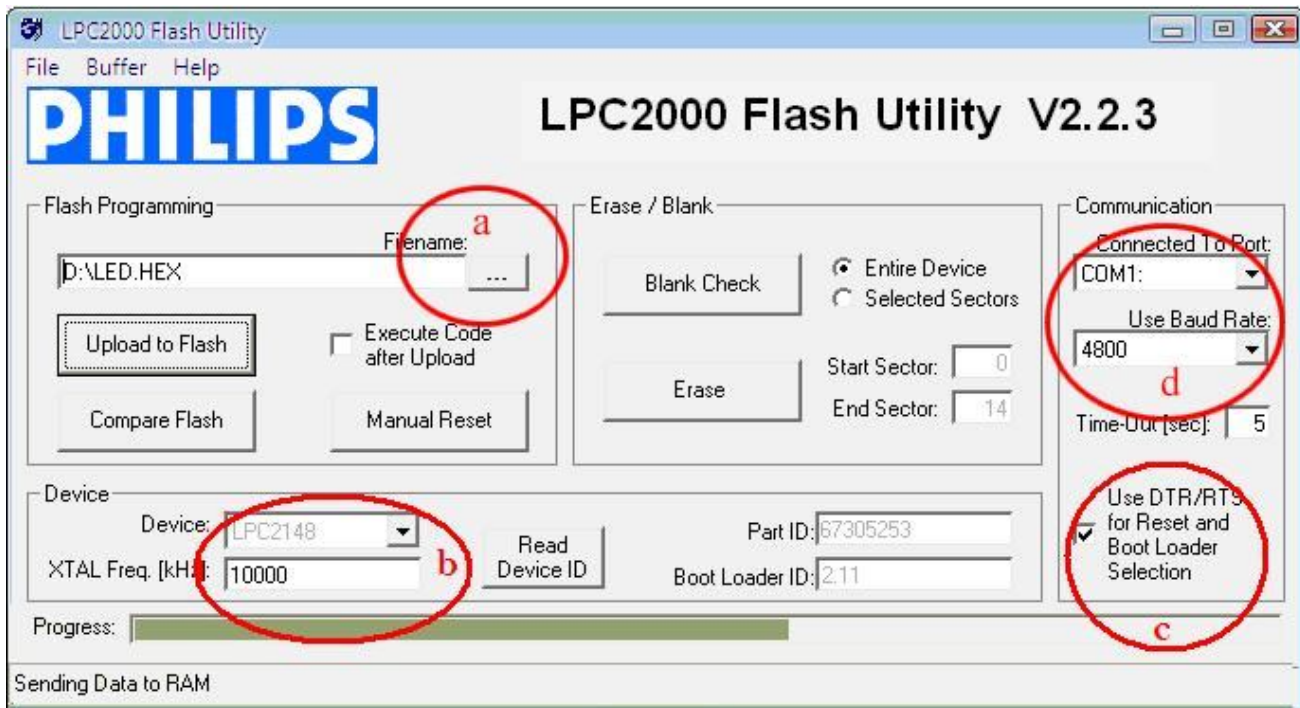 LPC2000 Flash Utility
File Buffer Help
PHILIPS
LPC2000 Flash Utility V2.2.3
Flash Programming
a
Filename:
D:\LED.HEX
...
Upload to Flash
Execute Code
after Upload
Compare Flash
Manual Reset
Erase / Blank
Blank Check
Entire Device
Selected Sectors
Erase
Start Sector: 0
End Sector: 14
Communication
Connected To Port:
COM1:
Use Baud Rate:
4800
d
Time-Out [sec]: 5
Use DTR/RTS
for Reset and
Boot Loader
Selection
c
Device
Device: LPC2148
XTAL Freq. [kHz]: 10000
b
Read
Device ID
Part ID: 67305253
Boot Loader ID: 2.11
Progress:
Sending Data to RAM